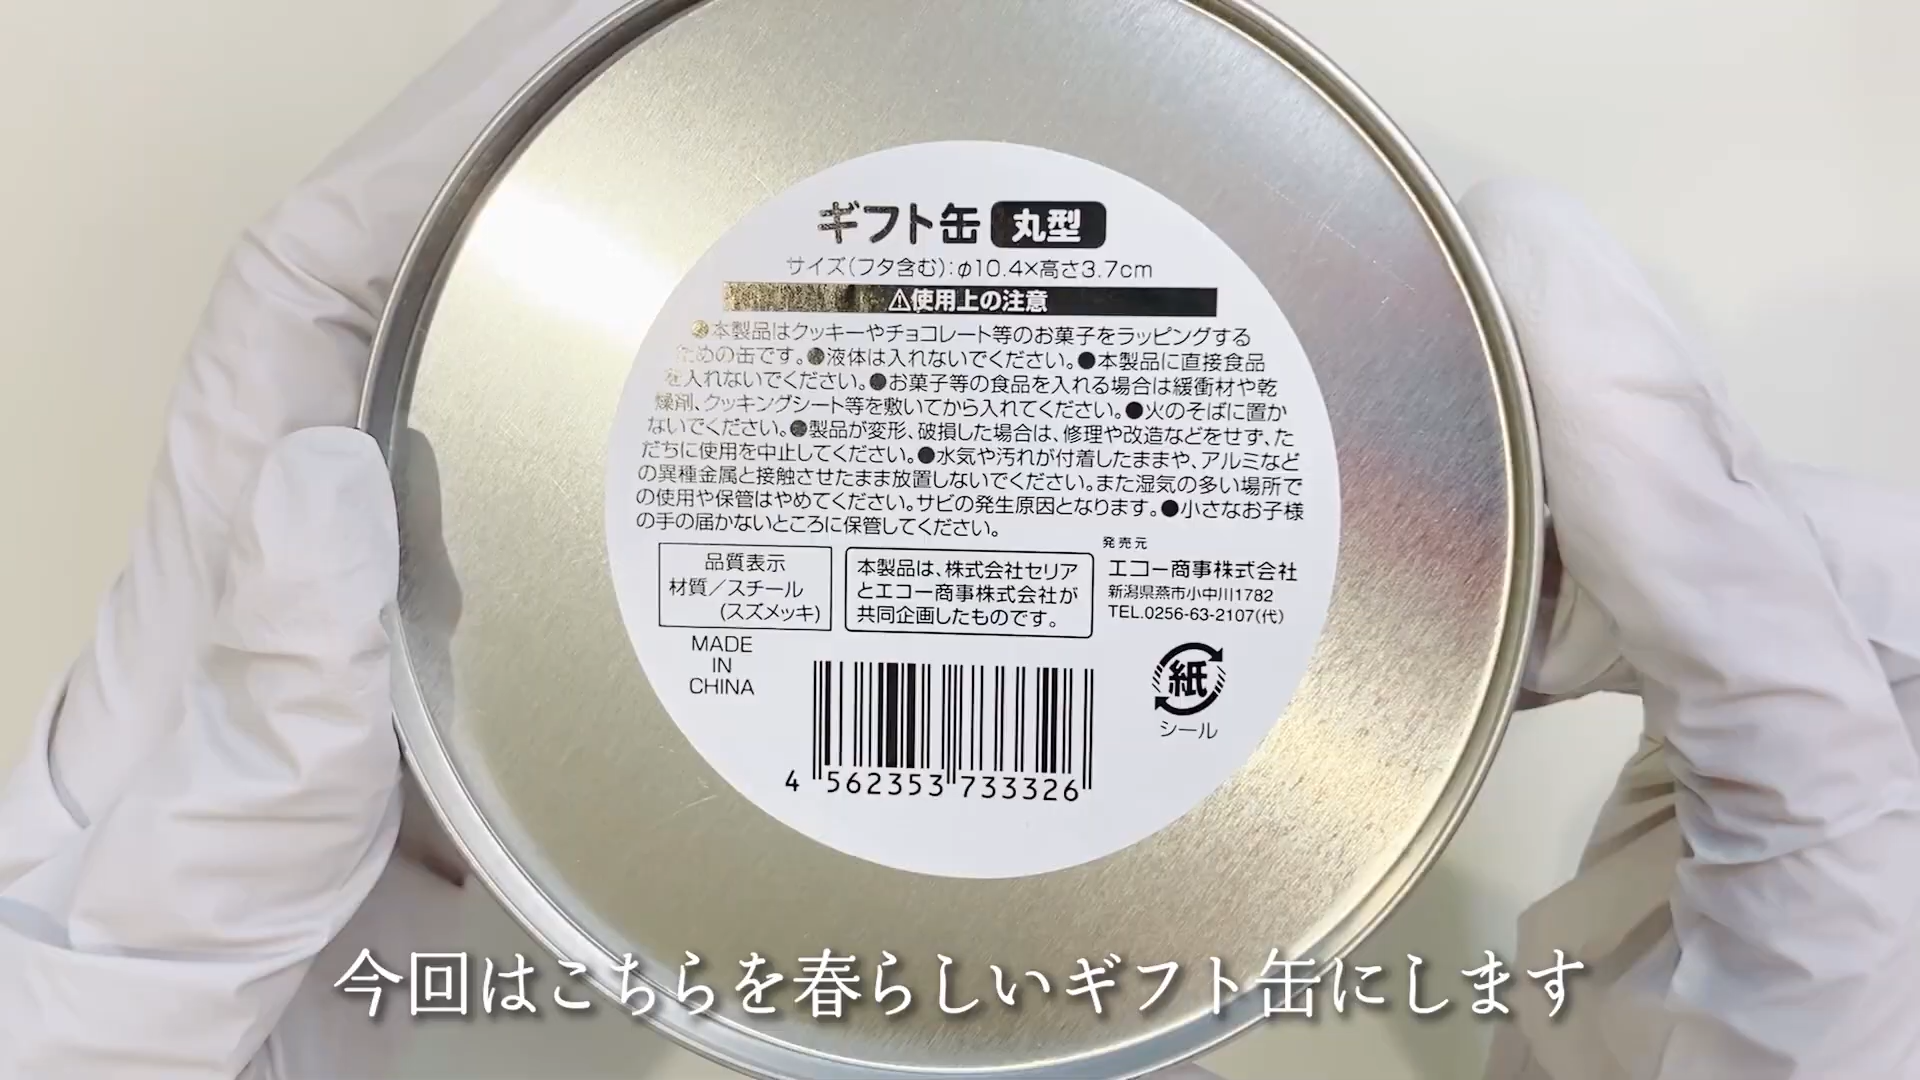 ギフト缶 丸型
サイズ(フタ含む):φ10.4×高さ3.7cm
⚠使用上の注意
●本製品はクッキーやチョコレート等のお菓子をラッピングする
ための缶です。●液体は入れないでください。●本製品に直接食品
を入れないでください。●お菓子等の食品を入れる場合は緩衝材や乾
燥剤、クッキングシート等を敷いてから入れてください。●火のそばに置か
ないでください。●製品が変形、破損した場合は、修理や改造などをせず、た
だちに使用を中止してください。●水気や汚れが付着したままや、アルミなど
の異種金属と接触させたまま放置しないでください。また湿気の多い場所で
の使用や保管はやめてください。サビの発生原因となります。●小さなお子様
の手の届かないところに保管してください。
品質表示
材質/スチール
(スズメッキ)
本製品は、株式会社セリア
とエコー商事株式会社が
共同企画したものです。
発売元
エコー商事株式会社
新潟県燕市小中川1782
TEL.0256-63-2107(代)
MADE
IN
CHINA
紙
シール
4 562353 733326
今回はこちらを春らしいギフト缶にします